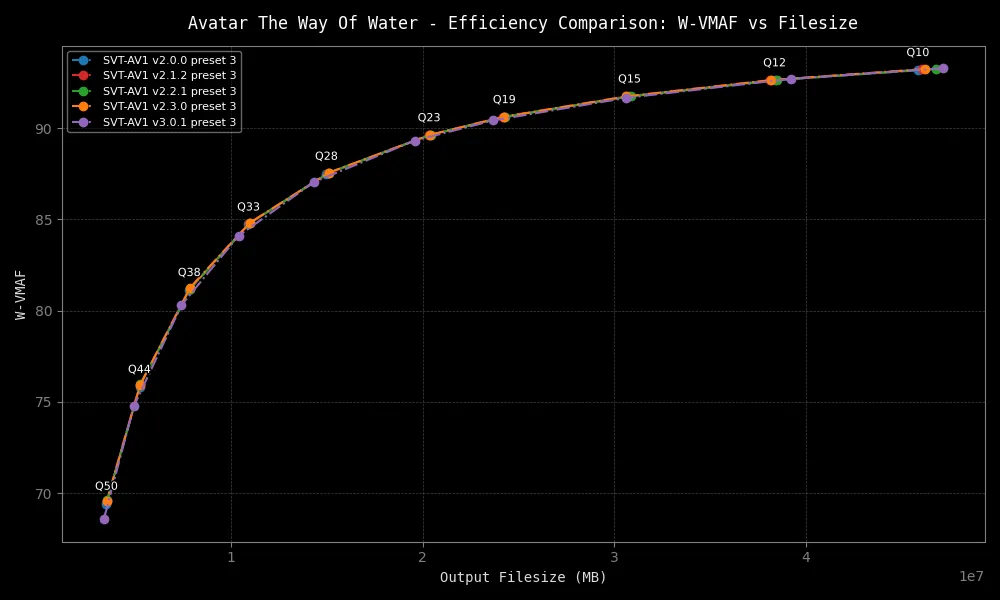 Avatar The Way Of Water - Efficiency Comparison: W-VMAF vs Filesize
SVT-AV1 v2.0.0 preset 3
SVT-AV1 v2.1.2 preset 3
SVT-AV1 v2.2.1 preset 3
SVT-AV1 v2.3.0 preset 3
SVT-AV1 v3.0.1 preset 3
Q10
Q12
Q15
Q19
Q23
Q28
Q33
Q38
Q44
Q50
90
85
80
75
70
W-VMAF
1
2
3
4
1e7
Output Filesize (MB)